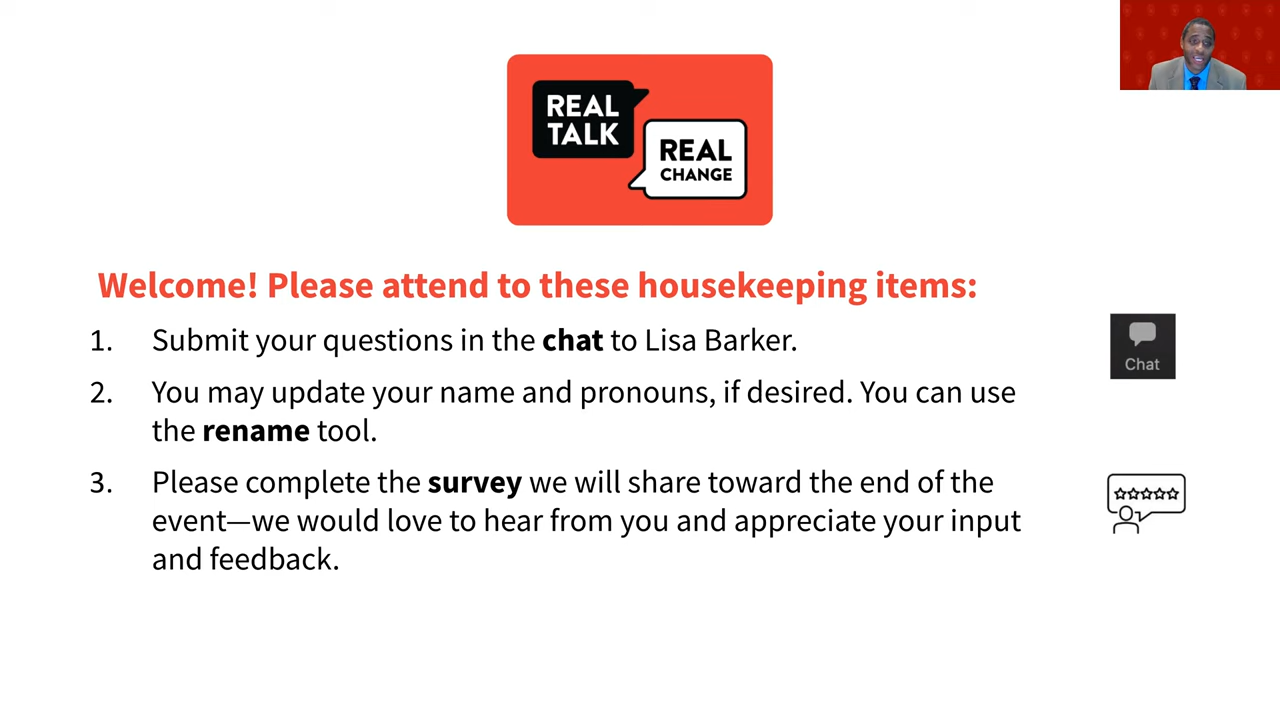 REAL
TALK
REAL
CHANGE
Welcome! Please attend to these housekeeping items:
1. Submit your questions in the chat to Lisa Barker.
2. You may update your name and pronouns, if desired. You can use
the rename tool.
3. Please complete the survey we will share toward the end of the
event—we would love to hear from you and appreciate your input
and feedback.
Chat